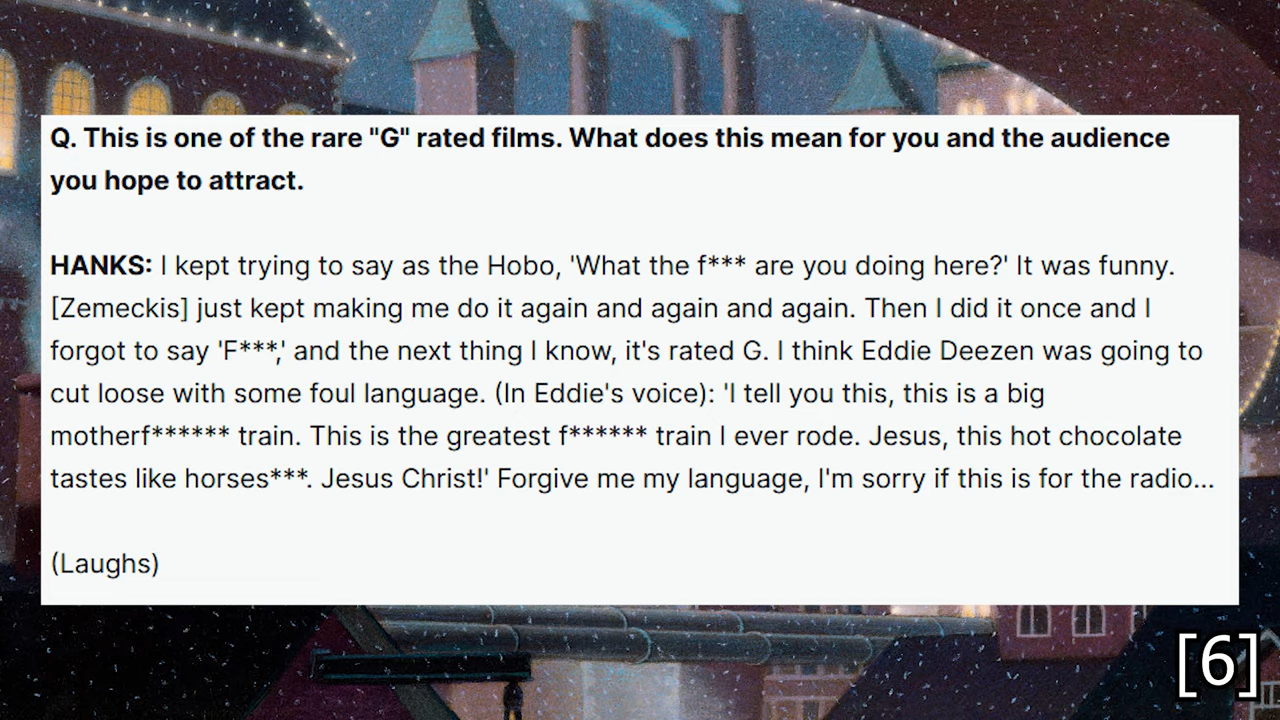 Q. This is one of the rare "G" rated films. What does this mean for you and the audience
you hope to attract.
HANKS: I kept trying to say as the Hobo, 'What the f*** are you doing here?' It was funny.
[Zemeckis] just kept making me do it again and again and again. Then I did it once and I
forgot to say 'F***,' and the next thing I know, it's rated G. I think Eddie Deezen was going to
cut loose with some foul language. (In Eddie's voice): 'I tell you this, this is a big
motherf****** train. This is the greatest f****** train I ever rode. Jesus, this hot chocolate
tastes like horses***. Jesus Christ!' Forgive me my language, I'm sorry if this is for the radio...
(Laughs)
[6]